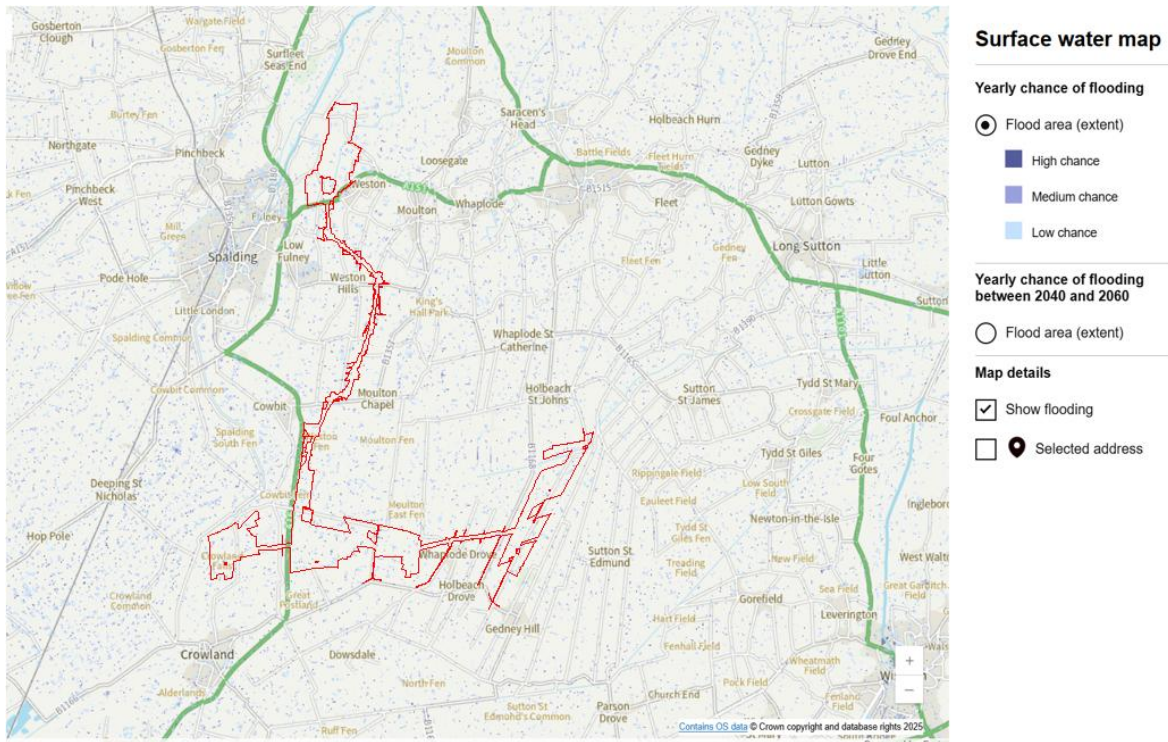 Gosberton
Clough
Wargate Field
Gosberton Fen
Surfleet
Seas End
Moulton
Common
Gedney
Drove End
Burtey Fen
Northgate
Pinchbeck
Saracen's
Head
Holbeach Hurn
Loosegate
Battle Fields
Fleet Hurn
Fields
Gedney
Dyke
Lutton
Pinchbeck
West
Weston
A151
Moulton
Whaplode
B1515
Fleet
Lutton Gowts
Mill
Green
Fulney
Spalding
Low
Fulney
Long Sutton
Gedney
Fen
Little
Sutton
Pode Hole
Weston
Hills
Fleet Fen
King's
Hall Park
Sutton
Little London
Whaplode St
Catherine
B1390
B1165
B1357
Spalding Common
Cowbit Common
Holbeach
St Johns
Sutton
St James
Tydd St Mary
Crossgate Field
Foul Anchor
Cowbit
Moulton
Chapel
Spalding
South Fen
Moulton Fen
Tydd St Giles
Four
Gotes
Rippingale Field
Deeping St
Nicholas
Low South
Field
Eauleet Field
Ingleboro
Cowbit Fen
Moulton
East Fen
Newton-in-the-Isle
Hop Pole
Tydd St
Giles Fen
Whaplode Drove
Sutton St.
Edmund
New Field
West Walto
Treading
Field
Crowland
Common
Holbeach
Drove
Sea Field
Great
Postland
Gorefield
Leverington
Hart Field
Gedney Hill
Crowland
Fenhall Field
Dowsdale
Wheatmath
Field
Pock Field
North Fen
Fenland
Field
Alderlands
Church End
B1166
Sutton St
Edmund's Common
Parson
Drove
Ruff Fen
+
−
Contains OS data © Crown copyright and database rights 2025
Surface water map
Yearly chance of flooding
Flood area (extent)
High chance
Medium chance
Low chance
Yearly chance of flooding
between 2040 and 2060
Flood area (extent)
Map details
Show flooding
Selected address